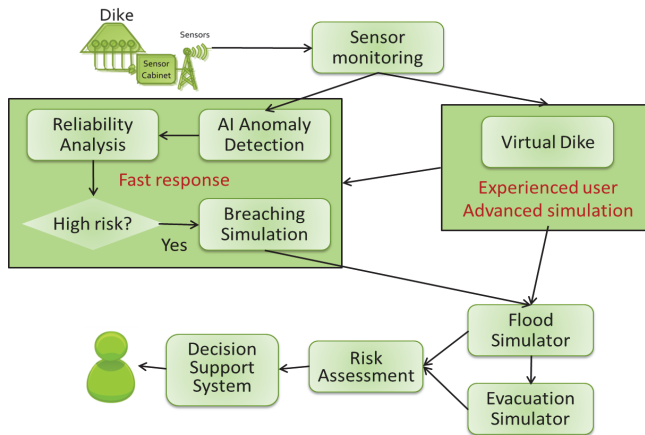 Dike
Sensors
Sensor
Cabinet
Sensor
monitoring
Reliability
Analysis
AI Anomaly
Detection
Virtual Dike
Fast response
Experienced user
Advanced simulation
High risk?
Yes
Breaching
Simulation
Flood
Simulator
Decision
Support
System
Risk
Assessment
Evacuation
Simulator